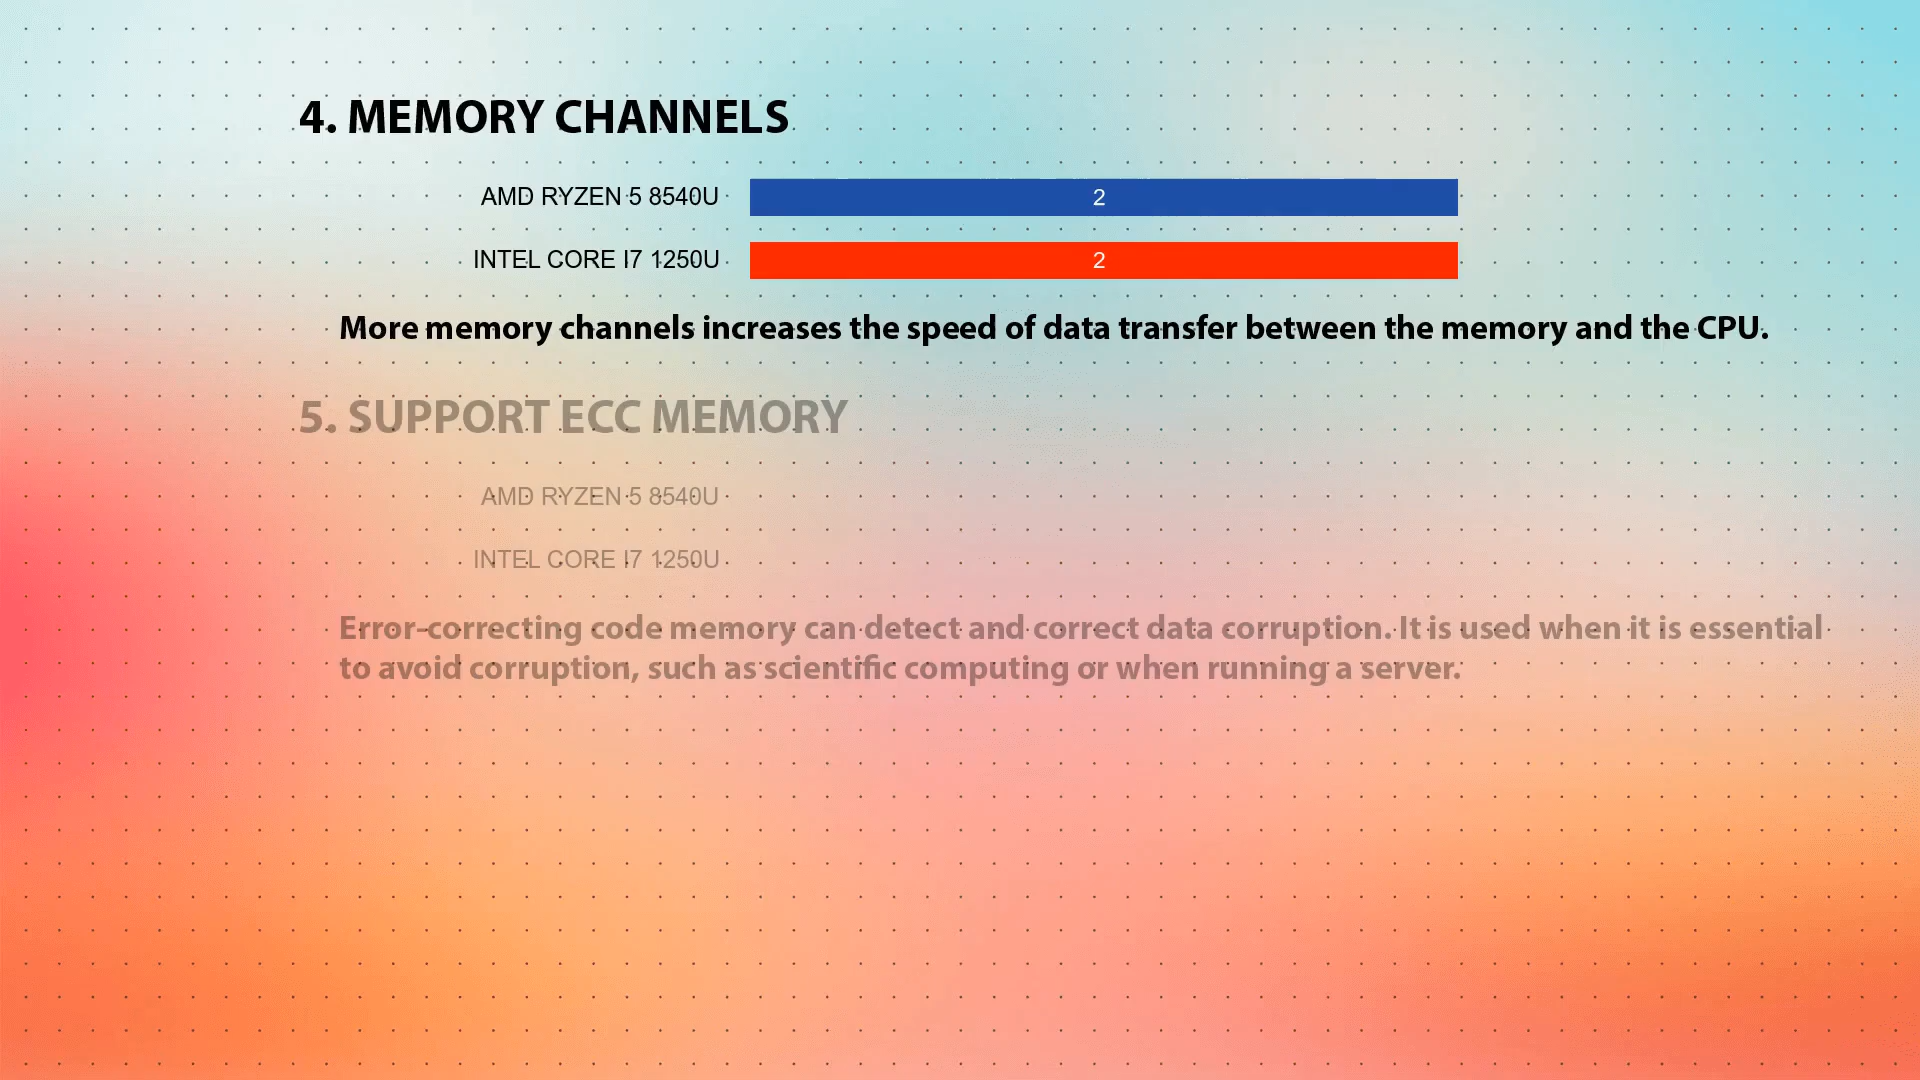 4. MEMORY CHANNELS
AMD RYZEN 5 8540U
2
INTEL CORE I7 1250U
2
More memory channels increases the speed of data transfer between the memory and the CPU.
5. SUPPORT ECC MEMORY
AMD RYZEN 5 8540U
INTEL CORE I7 1250U
Error-correcting code memory can detect and correct data corruption. It is used when it is essential
to avoid corruption, such as scientific computing or when running a server.